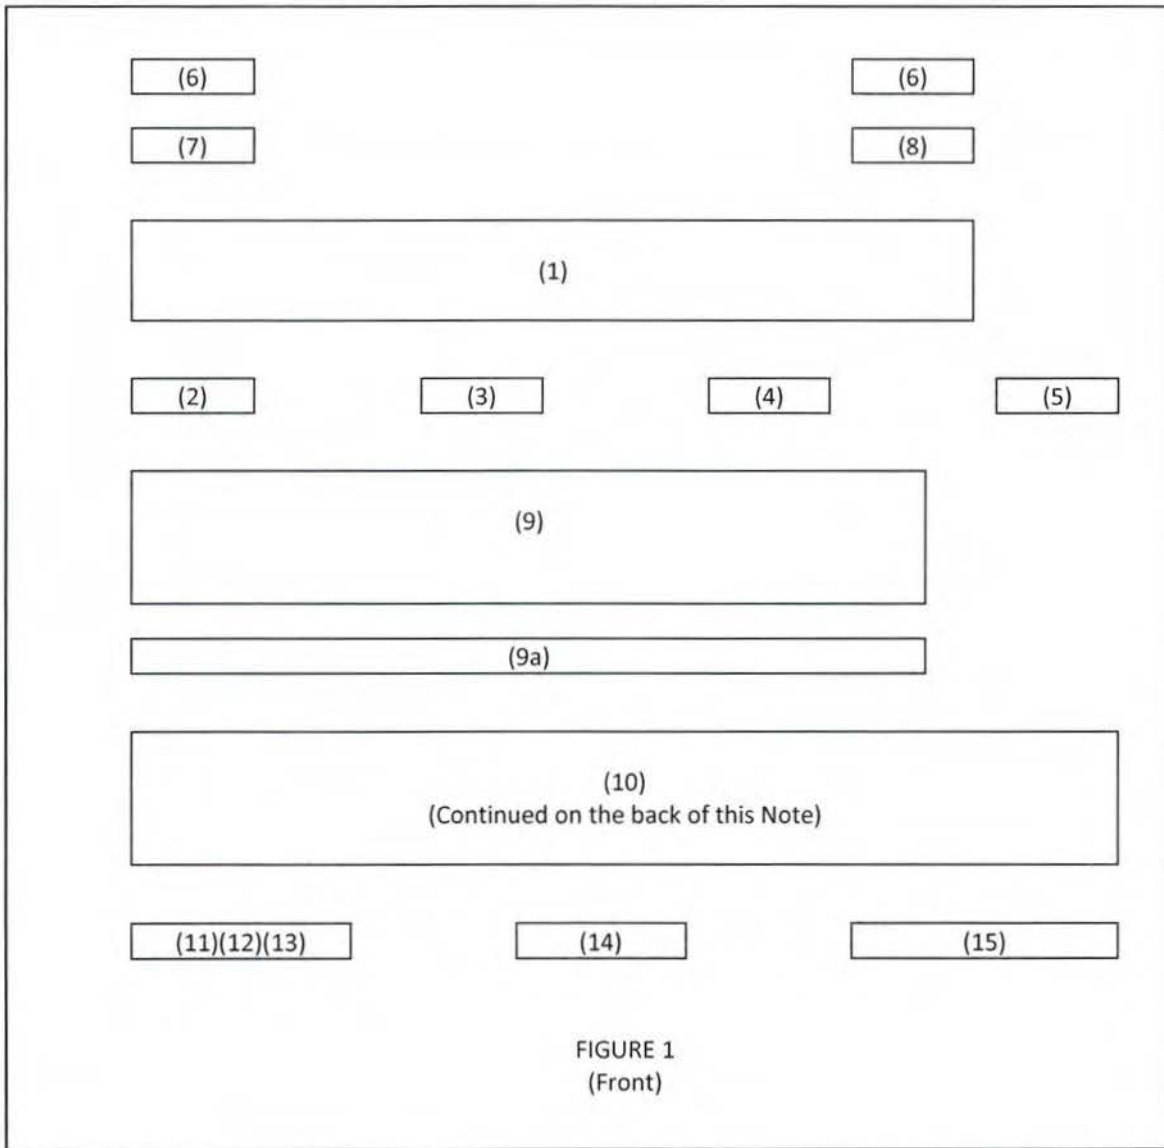 (6) (6)
(7) (8)
(1)
(2) (3) (4) (5)
(9)
(9a)
(10)
(Continued on the back of this Note)
(11)(12)(13) (14) (15)
FIGURE 1
(Front)